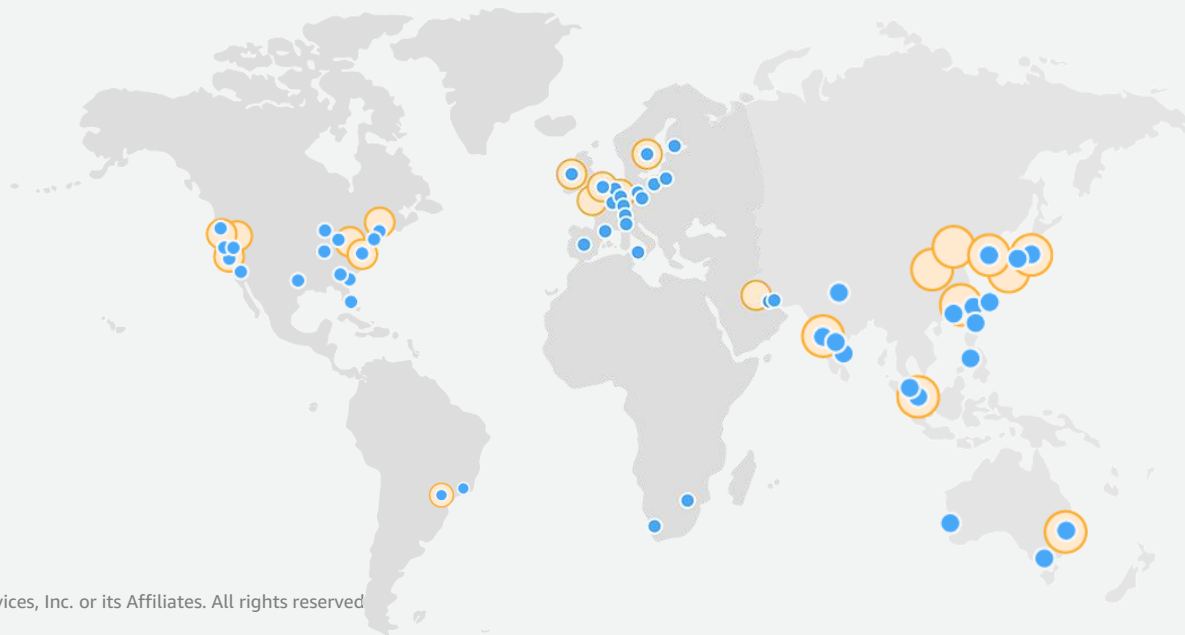 vices, Inc. or its Affiliates. All rights reserved